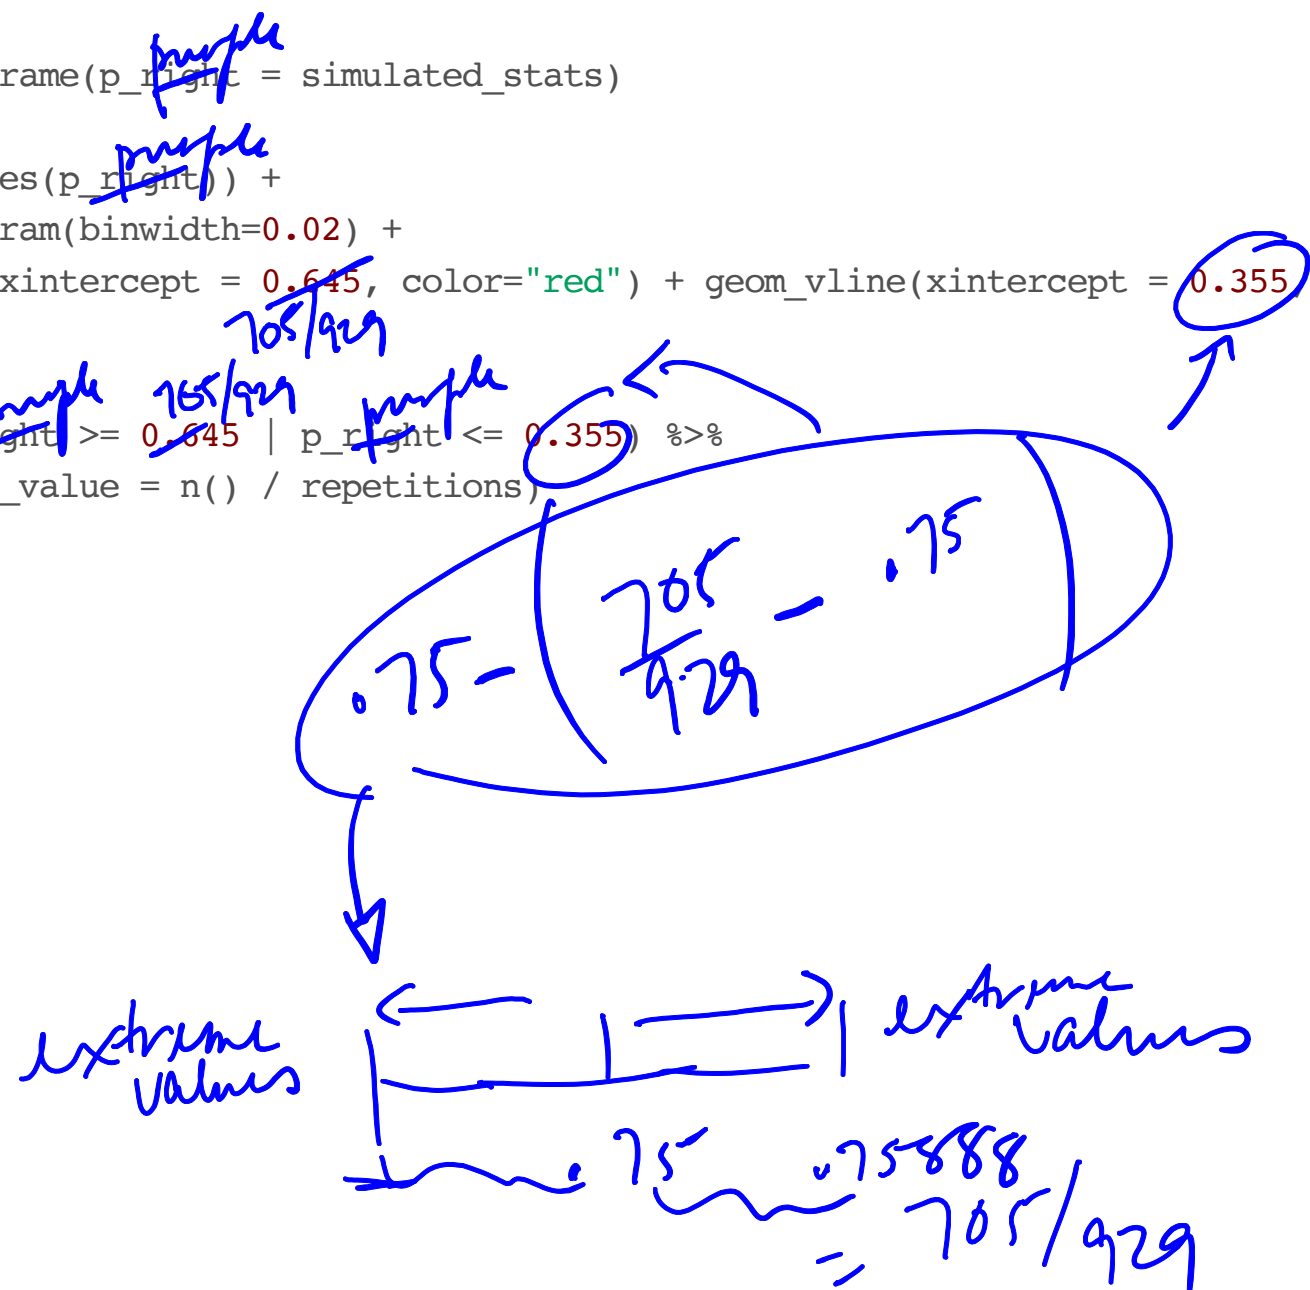 purple
rame(p_right = simulated_stats)
purple
es(p_right)) +
ram(binwidth=0.02) +
xintercept = 0.645, color="red") + geom_vline(xintercept = 0.355
705/929
purple 705/929 purple
ght >= 0.645 | p_right <= 0.355) %>%
_value = n() / repetitions)
.75 - ( 705/929 - .75 )
extreme values
extreme values
.75 .75888
= 705/929